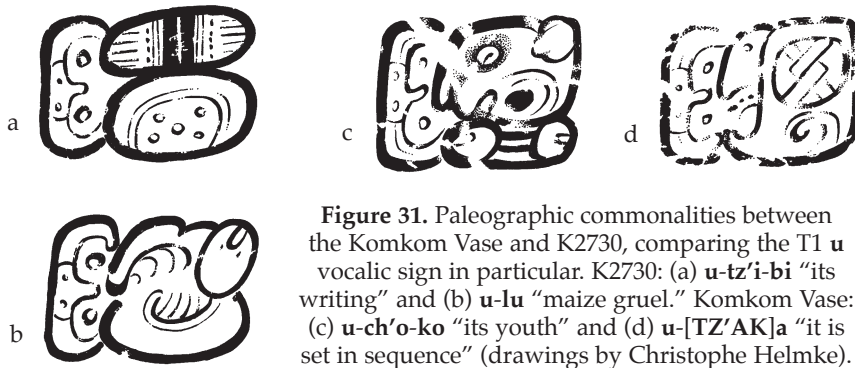 a
b
c
d
Figure 31. Paleographic commonalities between
the Komkom Vase and K2730, comparing the T1 u
vocalic sign in particular. K2730: (a) u-tz'i-bi “its
writing” and (b) u-lu “maize gruel.” Komkom Vase:
(c) u-ch'o-ko “its youth” and (d) u-[TZ'AK]a “it is
set in sequence” (drawings by Christophe Helmke).